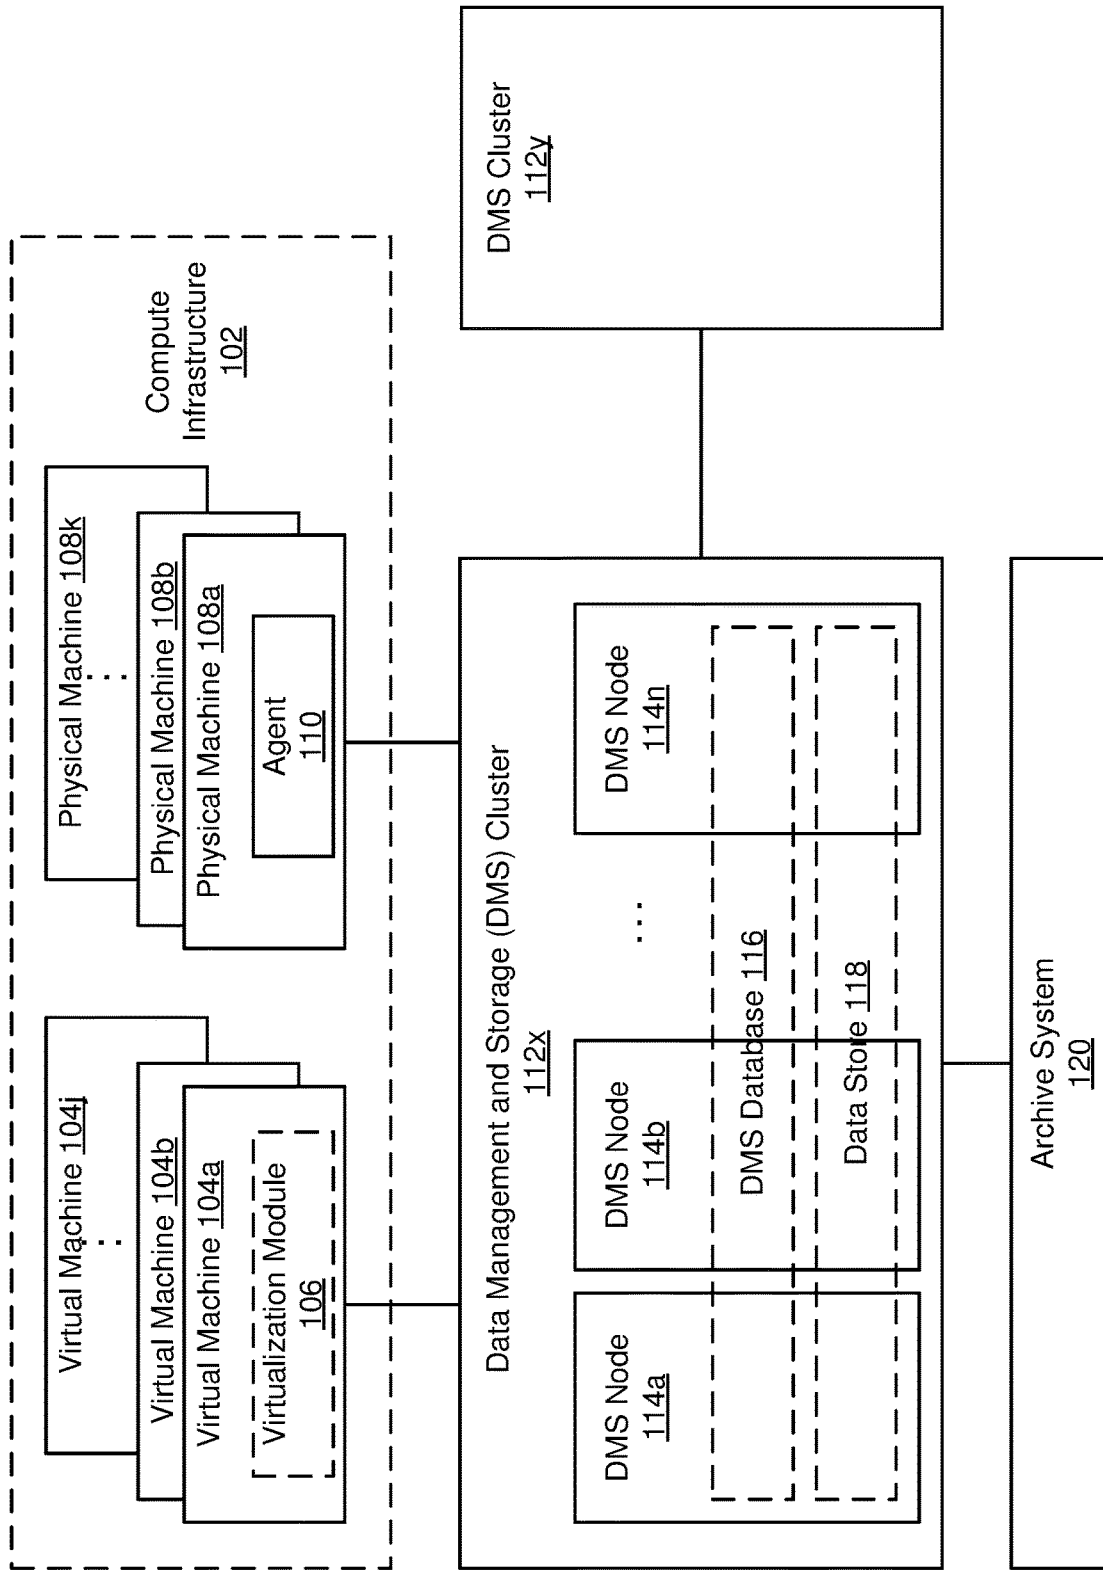 Virtual Machine 104j
...
Virtual Machine 104b
Virtual Machine 104a
Virtualization Module
106
Physical Machine 108k
...
Physical Machine 108b
Physical Machine 108a
Agent
110
Compute
Infrastructure
102
Data Management and Storage (DMS) Cluster
112x
DMS Node
114a
DMS Node
114b
...
DMS Node
114n
DMS Database 116
Data Store 118
DMS Cluster
112y
Archive System
120